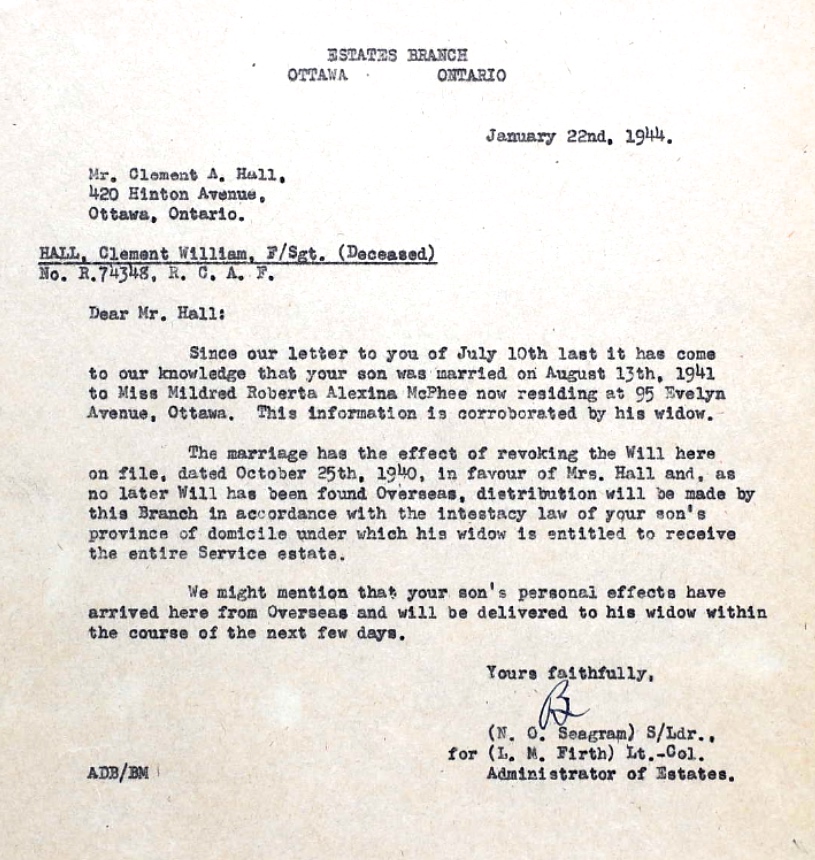 ESTATES BRANCH
OTTAWA ONTARIO
January 22nd, 1944.
Mr. Clement A. Hall,
420 Hinton Avenue,
Ottawa, Ontario.
HALL, Clement William, F/Sgt. (Deceased)
No. R.74348, R. C. A. F.
Dear Mr. Hall:
Since our letter to you of July 10th last it has come
to our knowledge that your son was married on August 13th, 1941
to Miss Mildred Roberta Alexina McPhee now residing at 95 Evelyn
Avenue, Ottawa. This information is corroborated by his widow.
The marriage has the effect of revoking the Will here
on file, dated October 25th, 1940, in favour of Mrs. Hall and, as
no later Will has been found Overseas, distribution will be made by
this Branch in accordance with the intestacy law of your son's
province of domicile under which his widow is entitled to receive
the entire Service estate.
We might mention that your son's personal effects have
arrived here from Overseas and will be delivered to his widow within
the course of the next few days.
Yours faithfully,
(N. O. Seagram) S/Ldr.,
for (L. M. Firth) Lt.-Col.
ADB/BM Administrator of Estates.